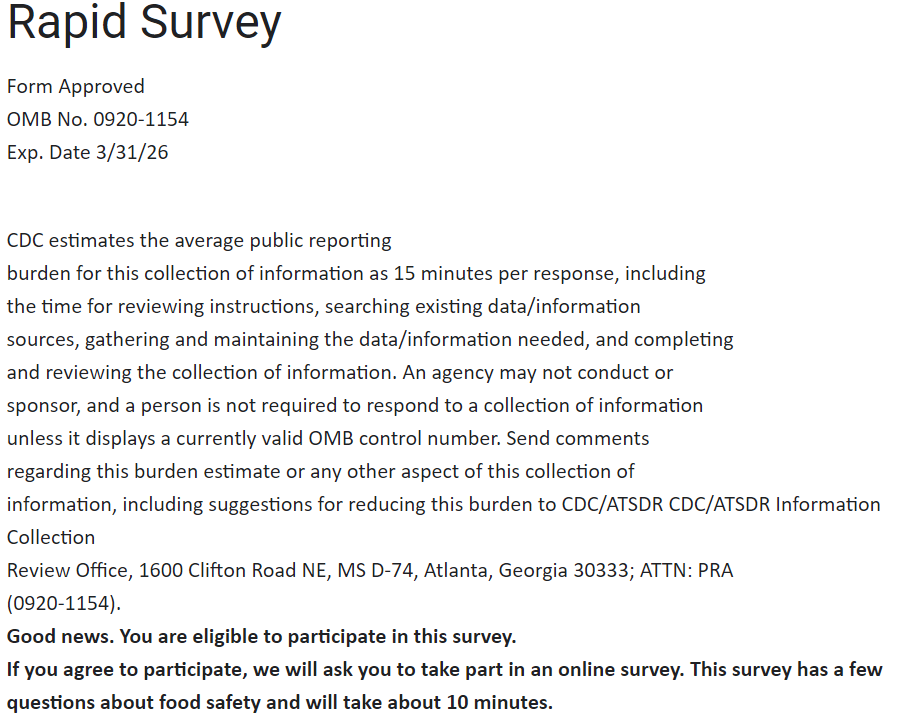 Rapid Survey
Form Approved
OMB No. 0920-1154
Exp. Date 3/31/26
CDC estimates the average public reporting
burden for this collection of information as 15 minutes per response, including
the time for reviewing instructions, searching existing data/information
sources, gathering and maintaining the data/information needed, and completing
and reviewing the collection of information. An agency may not conduct or
sponsor, and a person is not required to respond to a collection of information
unless it displays a currently valid OMB control number. Send comments
regarding this burden estimate or any other aspect of this collection of
information, including suggestions for reducing this burden to CDC/ATSDR CDC/ATSDR Information
Collection
Review Office, 1600 Clifton Road NE, MS D-74, Atlanta, Georgia 30333; ATTN: PRA
(0920-1154).
Good news. You are eligible to participate in this survey.
If you agree to participate, we will ask you to take part in an online survey. This survey has a few
questions about food safety and will take about 10 minutes.